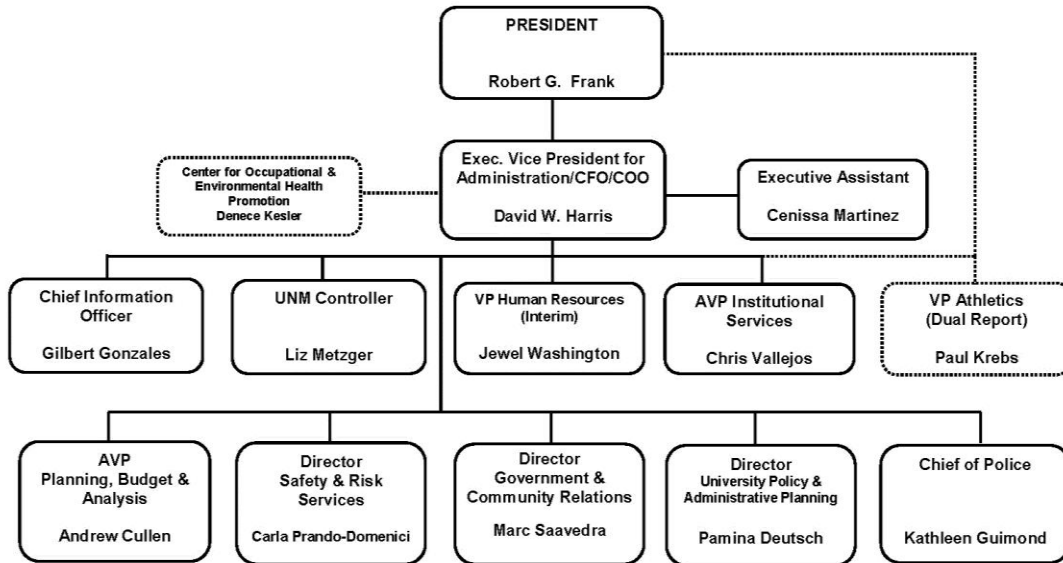 PRESIDENT
Robert G. Frank
Center for Occupational &
Environmental Health
Promotion
Denece Kesler
Exec. Vice President for
Administration/CFO/COO
David W. Harris
Executive Assistant
Cenissa Martinez
Chief Information
Officer
Gilbert Gonzales
UNM Controller
Liz Metzger
VP Human Resources
(Interim)
Jewel Washington
AVP Institutional
Services
Chris Vallejos
VP Athletics
(Dual Report)
Paul Krebs
AVP
Planning, Budget &
Analysis
Andrew Cullen
Director
Safety & Risk
Services
Carla Prando-Domenici
Director
Government &
Community Relations
Marc Saavedra
Director
University Policy &
Administrative Planning
Pamina Deutsch
Chief of Police
Kathleen Guimond